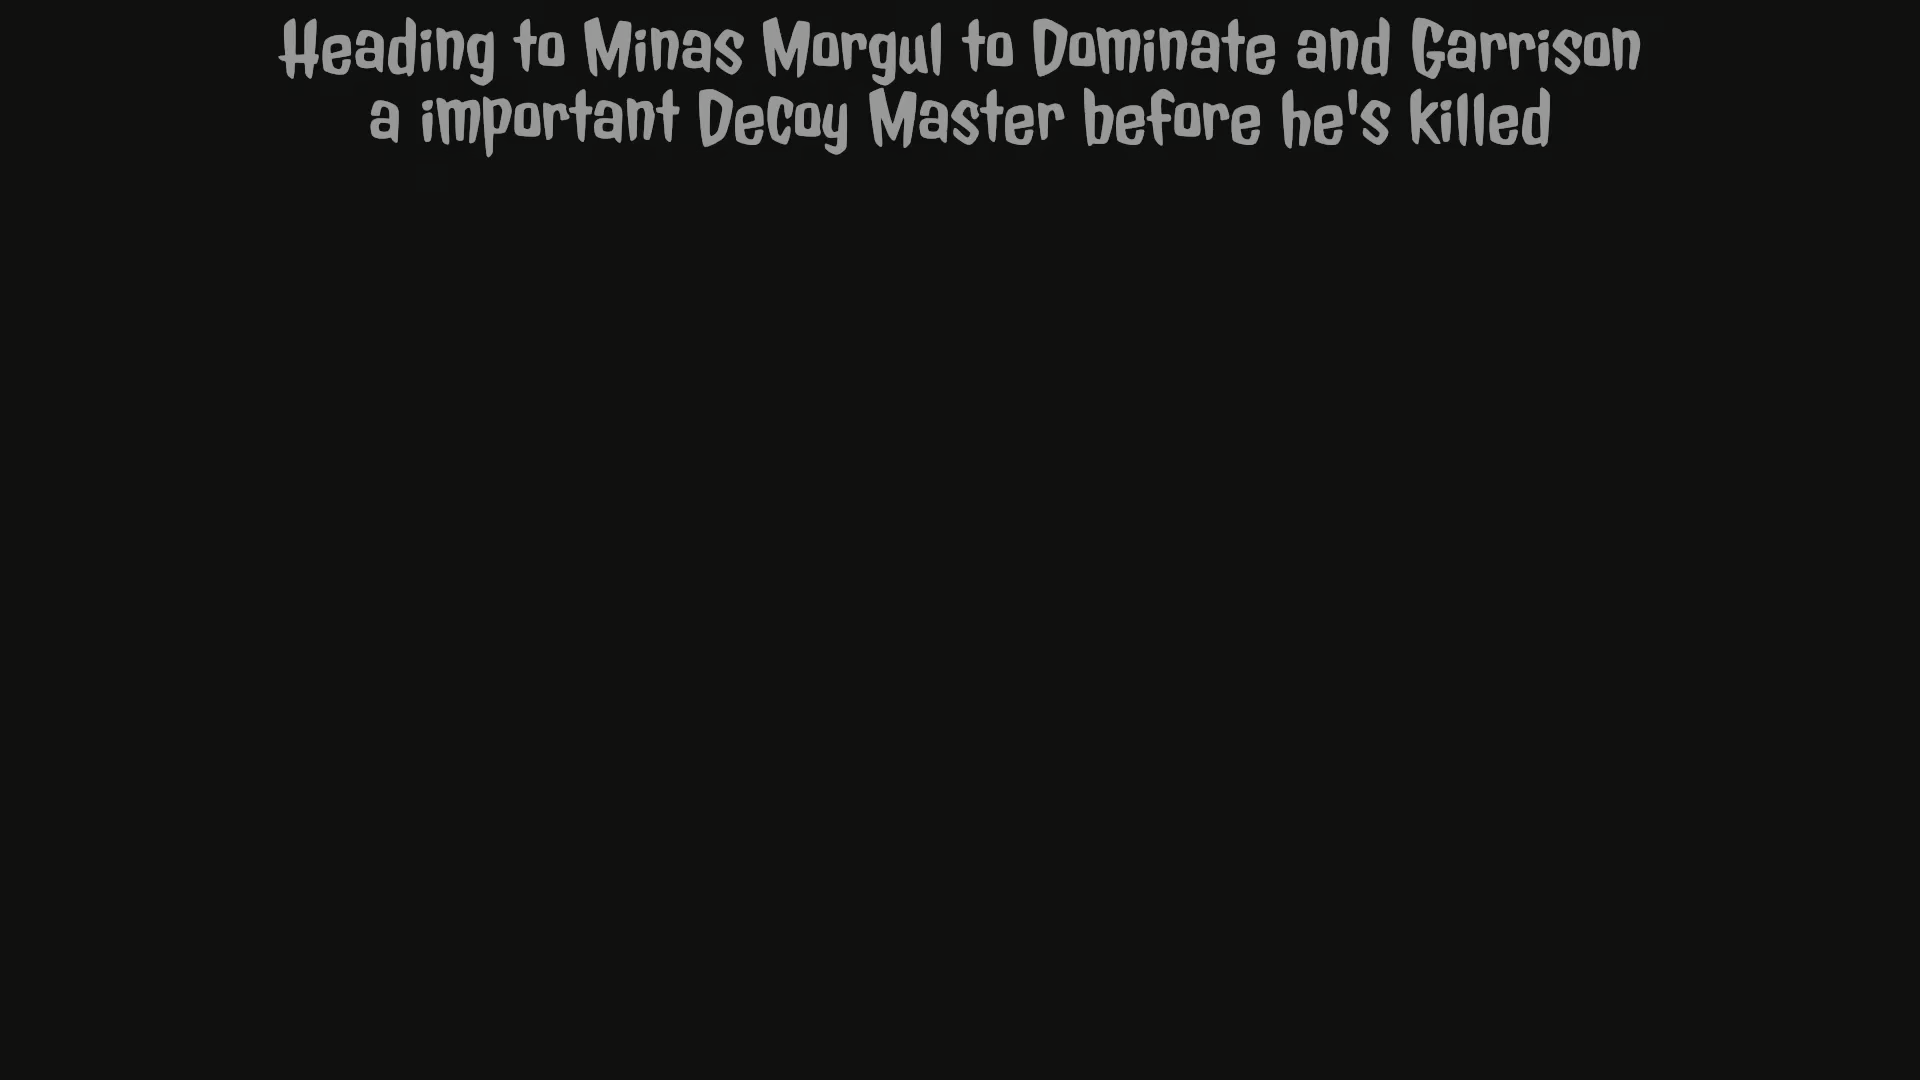 Heading to Minas Morgul to Dominate and Garrison
a important Decoy Master before he's killed